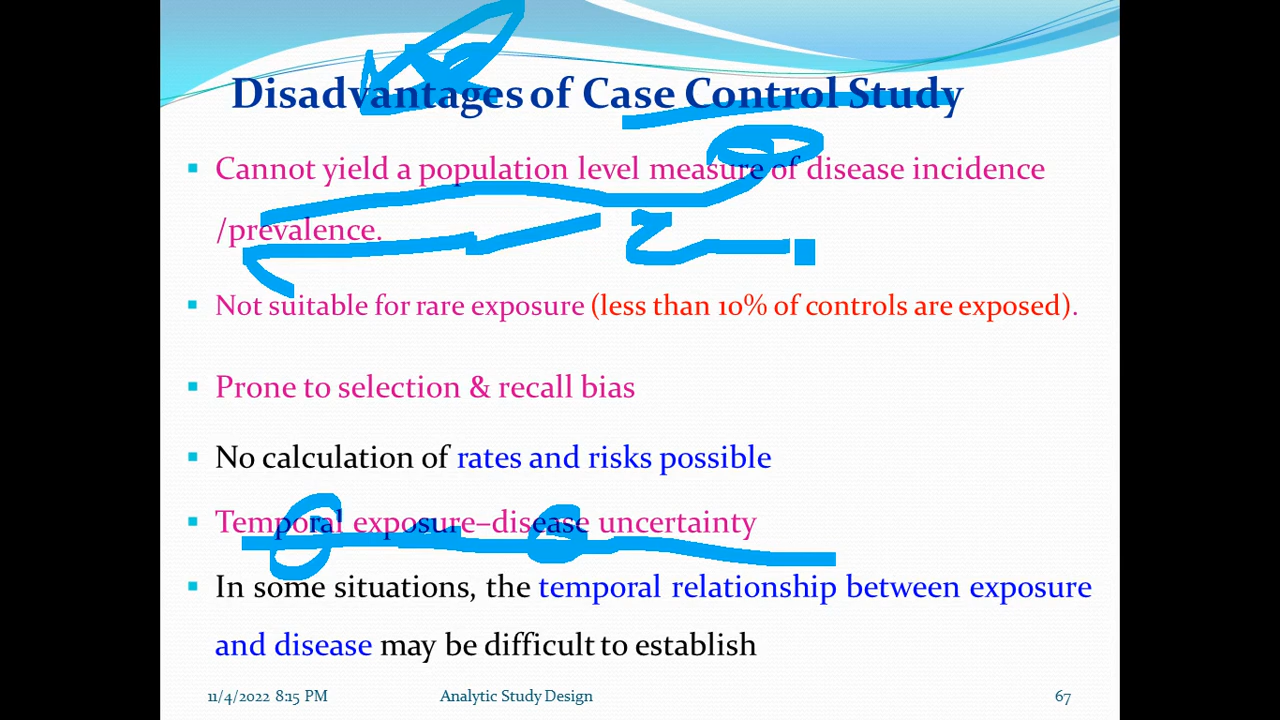 Disadvantages of Case Control Study
▪ Cannot yield a population level measure of disease incidence
/prevalence.
▪ Not suitable for rare exposure (less than 10% of controls are exposed).
▪ Prone to selection & recall bias
▪ No calculation of rates and risks possible
▪ Temporal exposure–disease uncertainty
▪ In some situations, the temporal relationship between exposure
and disease may be difficult to establish
11/4/2022 8:15 PM Analytic Study Design 67